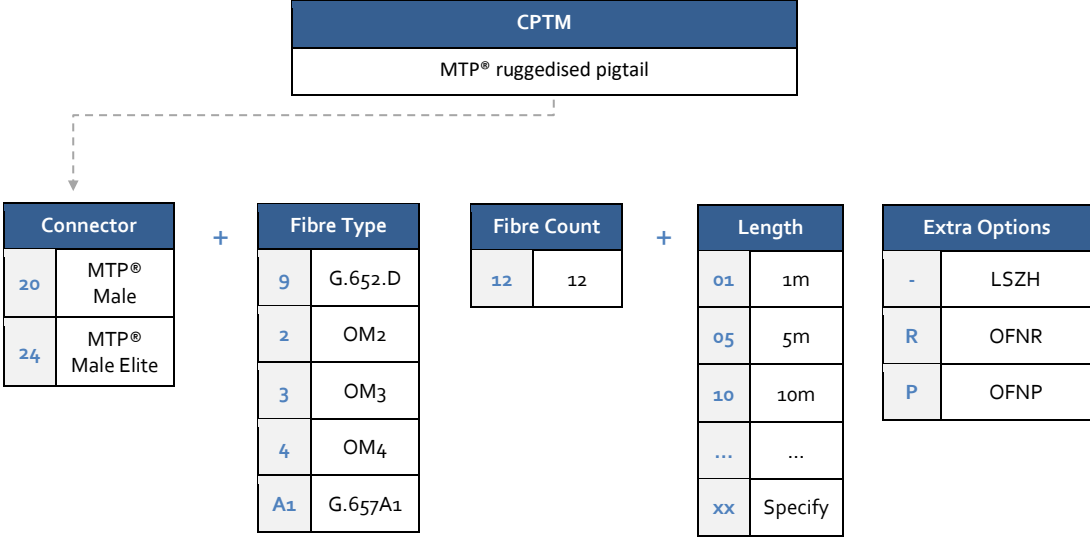 CPTM
MTP® ruggedised pigtail
Connector
20 MTP®
Male
24 MTP®
Male Elite
+
Fibre Type
9 G.652.D
2 OM2
3 OM3
4 OM4
A1 G.657A1
Fibre Count
12 12
+
Length
01 1m
05 5m
10 10m
... ...
xx Specify
Extra Options
- LSZH
R OFNR
P OFNP